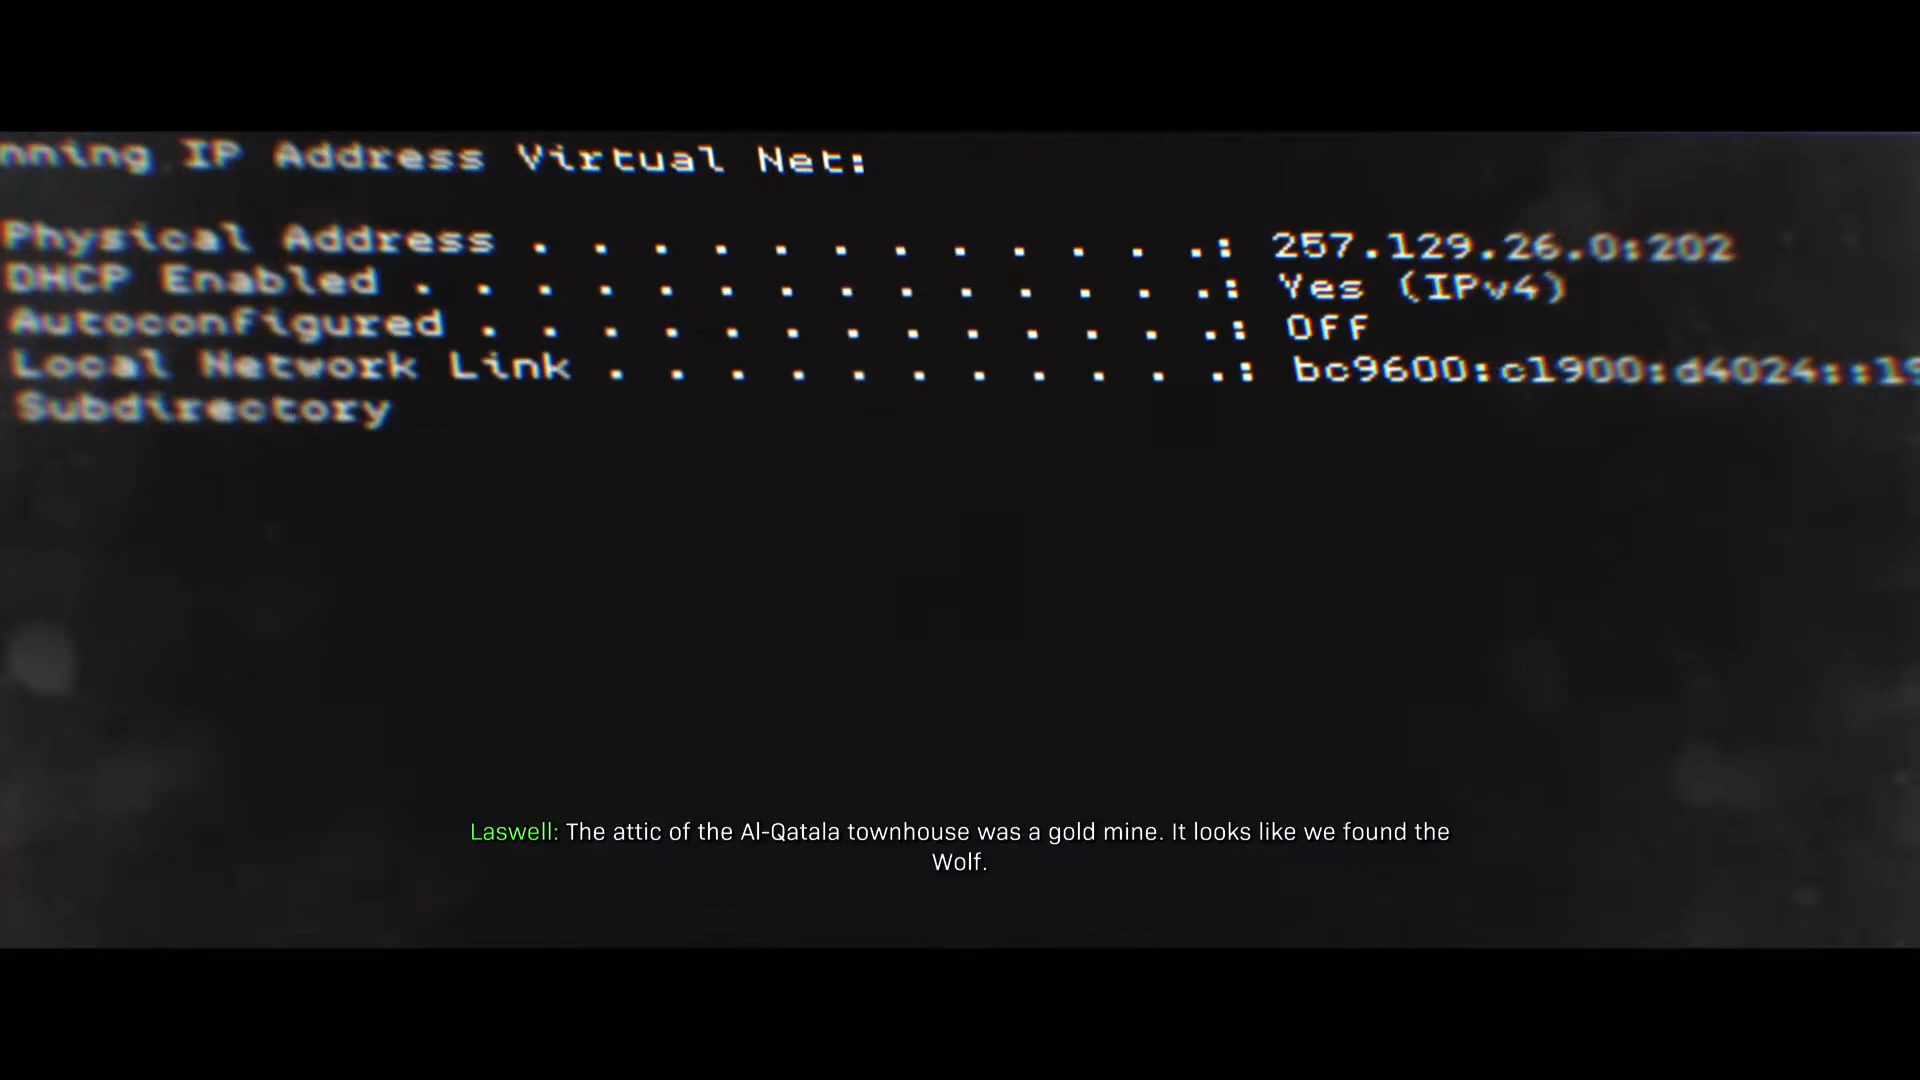 nning IP Address Virtual Net:
Physical Address . . . . . . . . . . . .: 257.129.26.0:202
DHCP Enabled . . . . . . . . . . . . . .: Yes (IPv4)
Autoconfigured . . . . . . . . . . . . .: Off
Local Network Link . . . . . . . . . . .: bc9600:c1900:d4024::19
Subdirectory
Laswell: The attic of the Al-Qatala townhouse was a gold mine. It looks like we found the
Wolf.